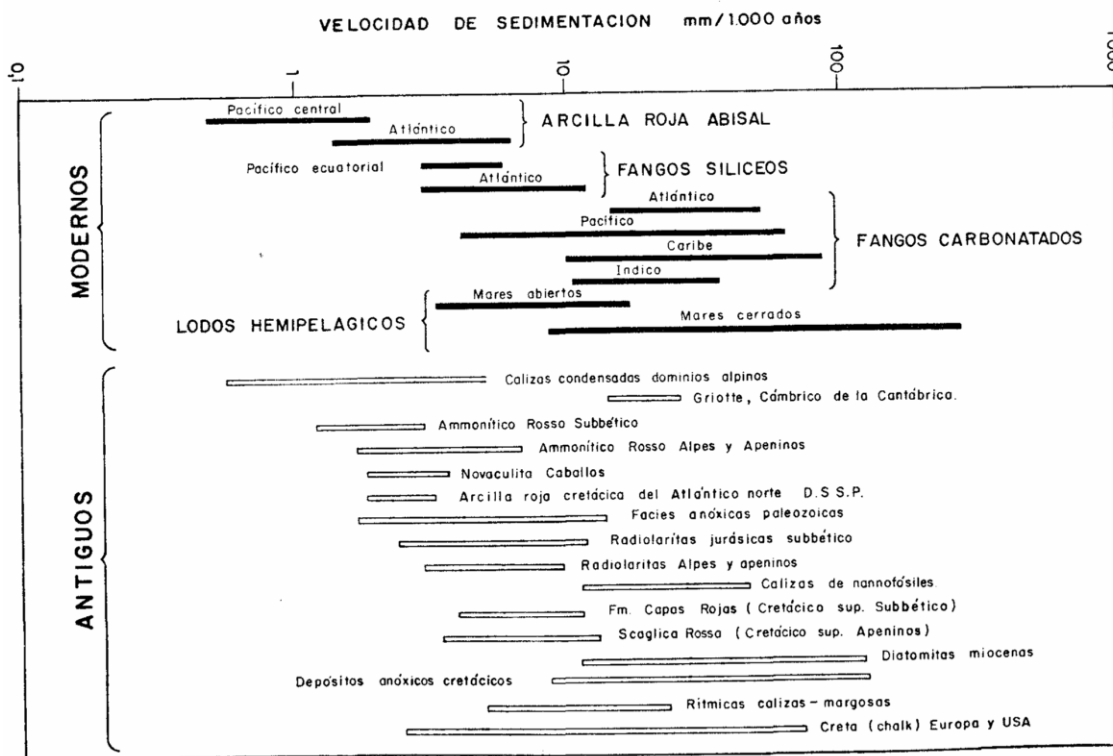 VELOCIDAD DE SEDIMENTACION mm/1.000 años
0,1 1 10 100 1000
MODERNOS
Pacífico central
Atlántico
ARCILLA ROJA ABISAL
Pacífico ecuatorial
Atlántico
FANGOS SILICEOS
Atlántico
Pacífico
Caribe
Indico
FANGOS CARBONATADOS
LODOS HEMIPELAGICOS
Mares abiertos
Mares cerrados
ANTIGUOS
Calizas condensadas dominios alpinos
Griotte, Cámbrico de la Cantábrica.
Ammonítico Rosso Subbético
Ammonítico Rosso Alpes y Apeninos
Novaculita Caballos
Arcilla roja cretácica del Atlántico norte D.S S.P.
Facies anóxicas paleozoicas
Radiolaritas jurásicas subbético
Radiolaritas Alpes y apeninos
Calizas de nannofósiles.
Fm. Capas Rojas (Cretácico sup. Subbético)
Scaglica Rossa (Cretácico sup. Apeninos)
Diatomitas miocenas
Depósitos anóxicos cretácicos
Rítmicas calizas-margosas
Creta (chalk) Europa y USA